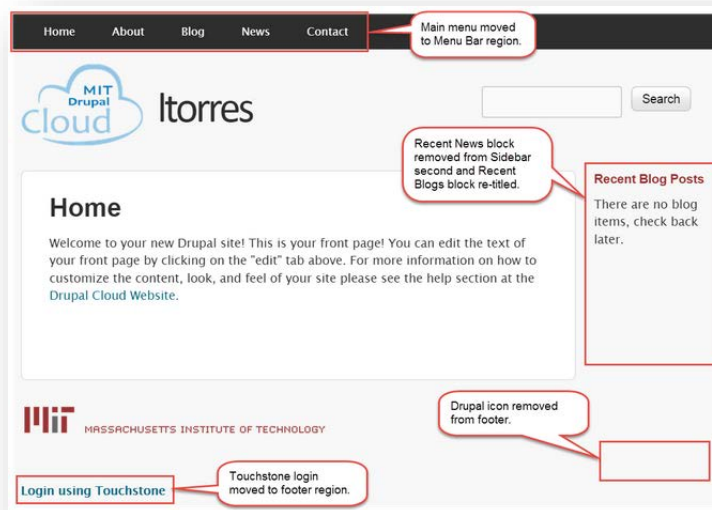 Home About Blog News Contact
Main menu moved
to Menu Bar region.
MIT
Drupal
Cloud
ltorres
Search
Recent News block
removed from Sidebar
second and Recent
Blogs block re-titled.
Recent Blog Posts
There are no blog
items, check back
later.
Home
Welcome to your new Drupal site! This is your front page! You can edit the text of
your front page by clicking on the "edit" tab above. For more information on how to
customize the content, look, and feel of your site please see the help section at the
Drupal Cloud Website.
MIT
MASSACHUSETTS INSTITUTE OF TECHNOLOGY
Drupal icon removed
from footer.
Login using Touchstone
Touchstone login
moved to footer region.